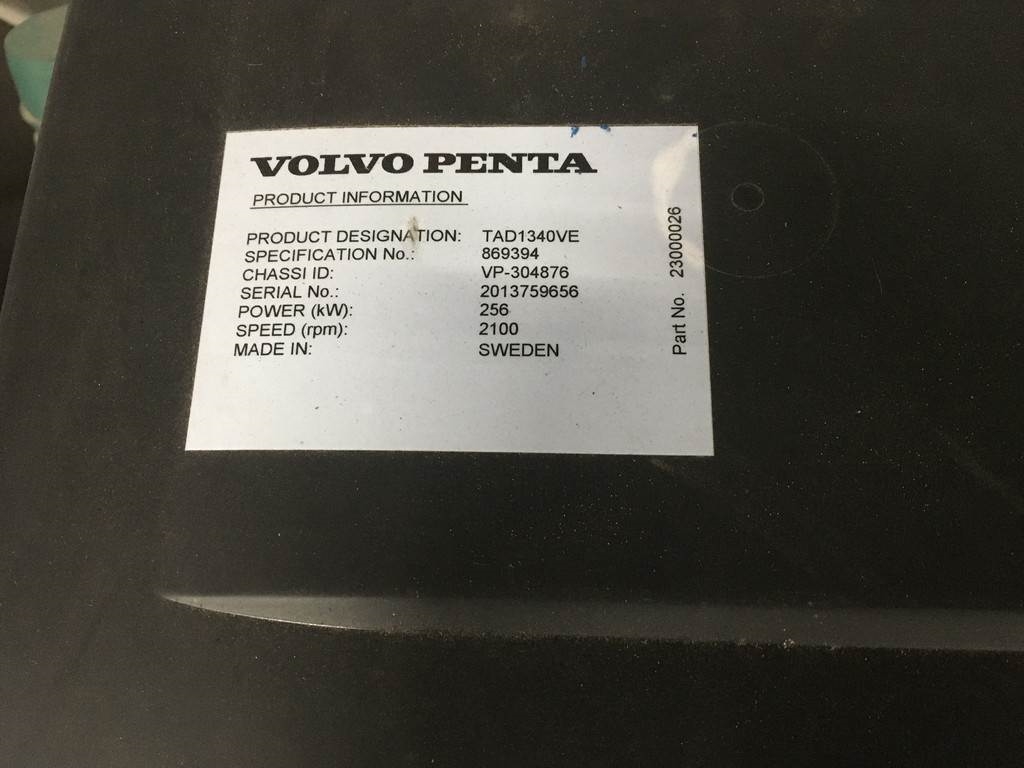 VOLVO PENTA
PRODUCT INFORMATION
PRODUCT DESIGNATION: TAD1340VE
SPECIFICATION No.: 869394
CHASSI ID: VP-304876
SERIAL No.: 2013759656
POWER (kW): 256
SPEED (rpm): 2100
MADE IN: SWEDEN
Part No. 23000026